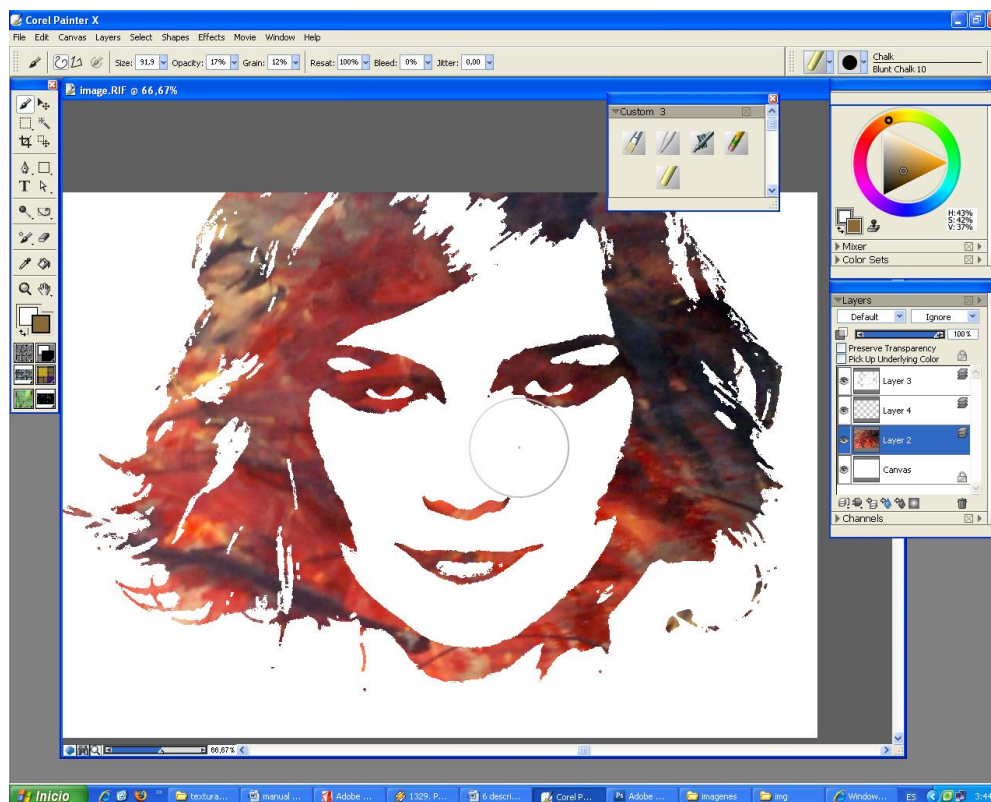 Corel Painter X
File Edit Canvas Layers Select Shapes Effects Movie Window Help
Size: 91,9 Opacity: 17% Grain: 12% Resat: 100% Bleed: 0% Jitter: 0,00
Chalk
Blunt Chalk 10
image.RIF @ 66,67%
Custom 3
T
H:43%
S:42%
V:37%
Mixer
Color Sets
Layers
Default Ignore
100%
Preserve Transparency
Pick Up Underlying Color
Layer 3
Layer 4
Layer 2
Canvas
Channels
66,67%
Inicio textura... manual ... Adobe ... 1329. P... 6 descri... Corel P... Adobe ... imagenes img Window... ES 3:44